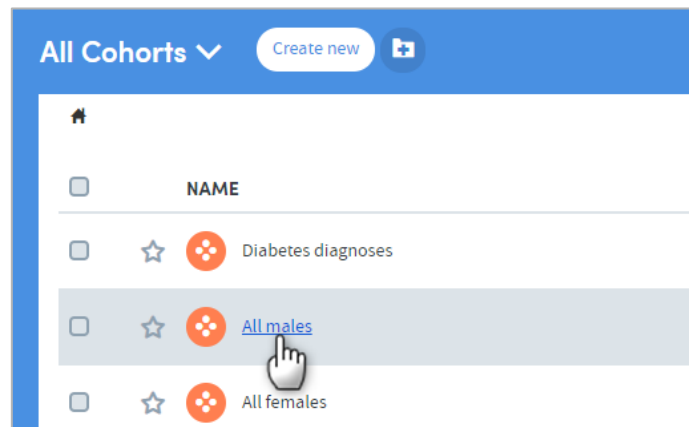 All Cohorts
Create new
NAME
Diabetes diagnoses
All males
All females